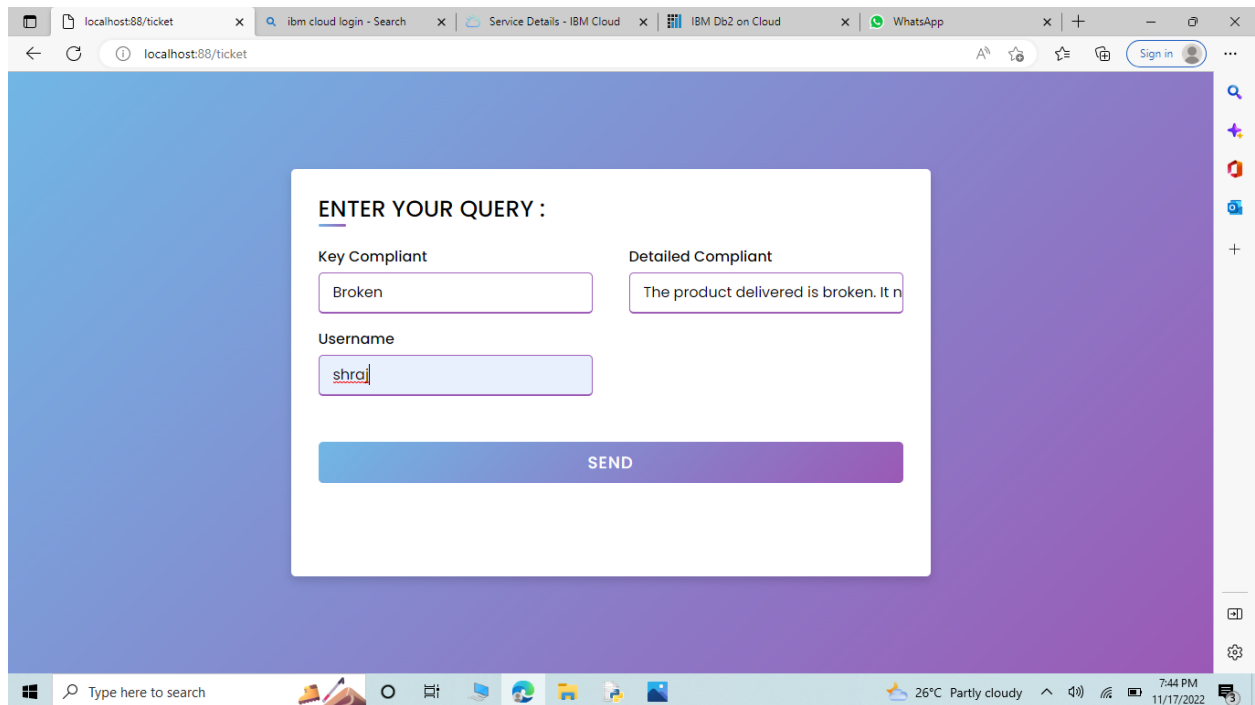 localhost:88/ticket
ibm cloud login - Search
Service Details - IBM Cloud
IBM Db2 on Cloud
WhatsApp
localhost:88/ticket
Sign in
ENTER YOUR QUERY :
Key Compliant
Detailed Compliant
Broken
The product delivered is broken. It n
Username
shraj
SEND
Type here to search
26°C Partly cloudy
7:44 PM
11/17/2022
3